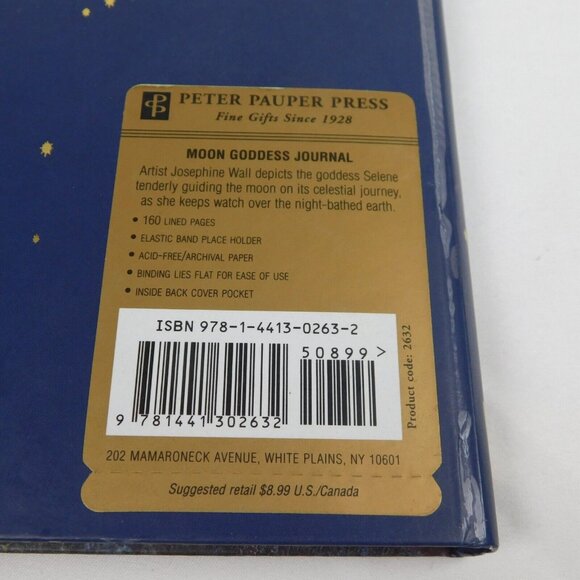 PETER PAUPER PRESS
Fine Gifts Since 1928
MOON GODDESS JOURNAL
Artist Josephine Wall depicts the goddess Selene
tenderly guiding the moon on its celestial journey,
as she keeps watch over the night-bathed earth.
• 160 LINED PAGES
• ELASTIC BAND PLACE HOLDER
• ACID-FREE/ARCHIVAL PAPER
• BINDING LIES FLAT FOR EASE OF USE
• INSIDE BACK COVER POCKET
ISBN 978-1-4413-0263-2
50899>
9 781441 302632
Product code: 2632
202 MAMARONECK AVENUE, WHITE PLAINS, NY 10601
Suggested retail $8.99 U.S./Canada